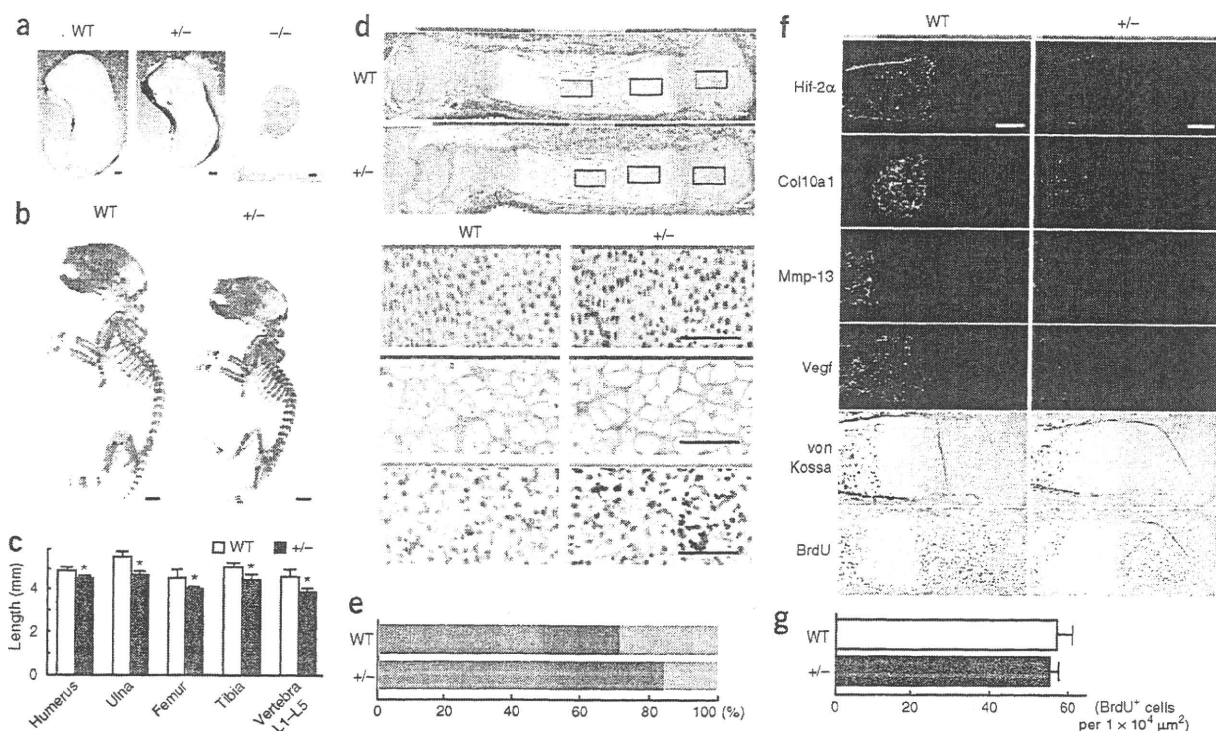 a
. WT
+/–
–/–
b
WT
+/–
c
WT
+/–
Length (mm)
4
2
0
*
*
*
*
*
Humerus
Ulna
Femur
Tibia
Vertebra
L1–L5
d
WT
+/–
WT
+/–
e
WT
+/–
0
20
40
60
80
100 (%)
f
WT
+/–
Hif-2α
Col10a1
Mmp-13
Vegf
von
Kossa
BrdU
g
WT
+/–
0
20
40
60
(BrdU⁺ cells
per 1 × 10⁴ μm²)